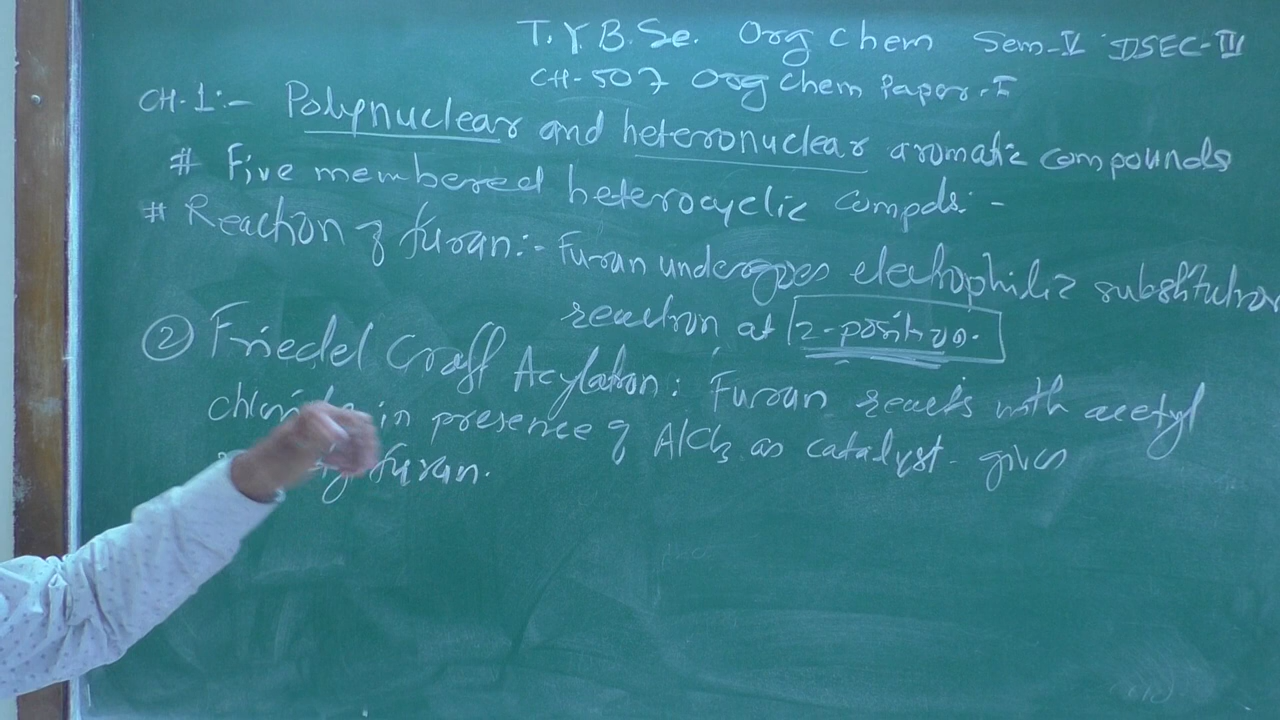 T.Y.B.Sc. Org Chem Sem-V DSEC-III
CH-507 Org Chem Paper-I
CH-1:- Polynuclear and heteronuclear aromatic compounds
# Five membered heterocyclic compds:-
# Reaction of furan:- Furan undergoes electrophilic substitution
reaction at 2-position.
② Friedel Craft Acylation: Furan reacts with acetyl
in presence of AlCl3 as catalyst gives
furan.